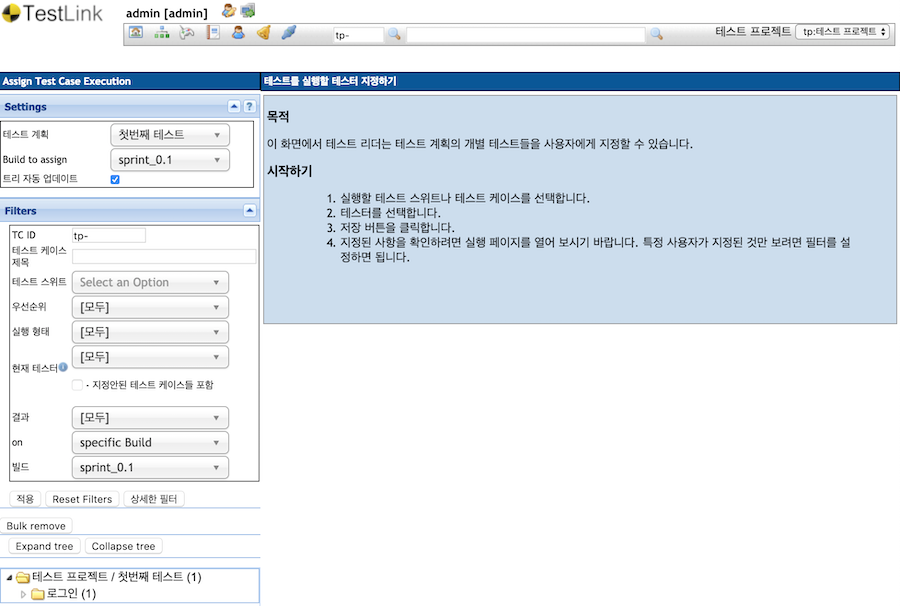 TestLink
admin [admin]
tp-
테스트 프로젝트
tp:테스트 프로젝트
Assign Test Case Execution
테스트를 실행할 테스터 지정하기
Settings
?
테스트 계획
첫번째 테스트
Build to assign
sprint_0.1
트리 자동 업데이트
Filters
TC ID
tp-
테스트 케이스
제목
테스트 스위트
Select an Option
우선순위
[모두]
실행 형태
[모두]
[모두]
현재 테스터
- 지정안된 테스트 케이스들 포함
결과
[모두]
on
specific Build
빌드
sprint_0.1
적용
Reset Filters
상세한 필터
Bulk remove
Expand tree
Collapse tree
테스트 프로젝트 / 첫번째 테스트 (1)
로그인 (1)
목적
이 화면에서 테스트 리더는 테스트 계획의 개별 테스트들을 사용자에게 지정할 수 있습니다.
시작하기
1. 실행할 테스트 스위트나 테스트 케이스를 선택합니다.
2. 테스터를 선택합니다.
3. 저장 버튼을 클릭합니다.
4. 지정된 사항을 확인하려면 실행 페이지를 열어 보시기 바랍니다. 특정 사용자가 지정된 것만 보려면 필터를 설
정하면 됩니다.